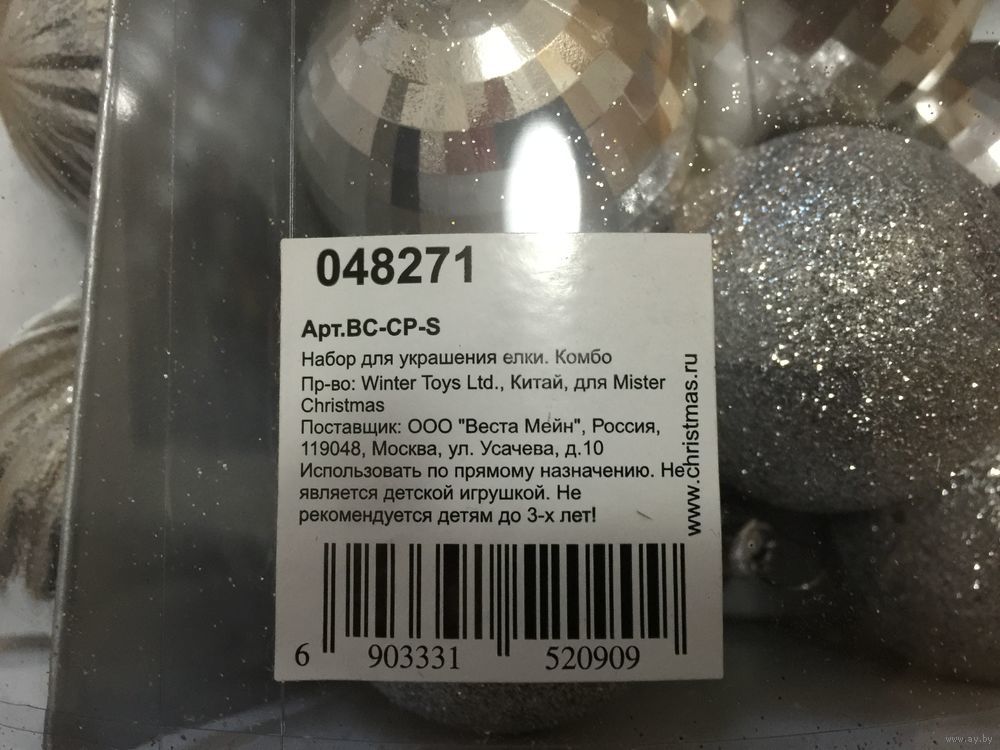 048271
Арт.BC-CP-S
Набор для украшения елки. Комбо
Пр-во: Winter Toys Ltd., Китай, для Mister
Christmas
Поставщик: ООО "Веста Мейн", Россия,
119048, Москва, ул. Усачева, д.10
Использовать по прямому назначению. Не
является детской игрушкой. Не
рекомендуется детям до 3-х лет!
www.christmas.ru
6 903331 520909
www.ay.by